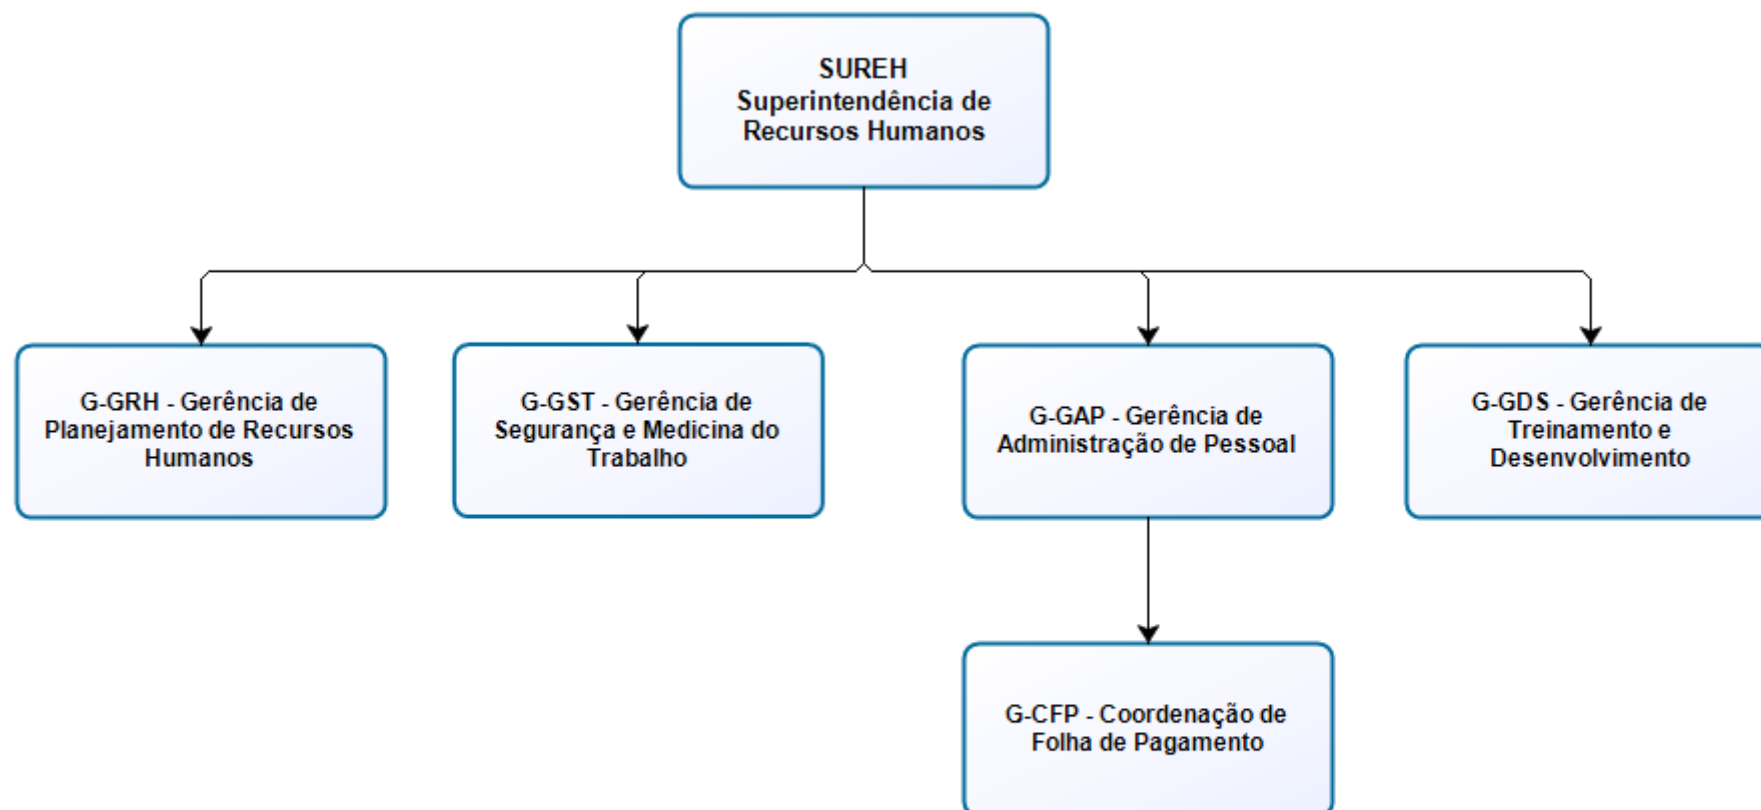 SUREH
Superintendência de
Recursos Humanos
G-GRH - Gerência de
Planejamento de Recursos
Humanos
G-GST - Gerência de
Segurança e Medicina do
Trabalho
G-GAP - Gerência de
Administração de Pessoal
G-GDS - Gerência de
Treinamento e
Desenvolvimento
G-CFP - Coordenação de
Folha de Pagamento